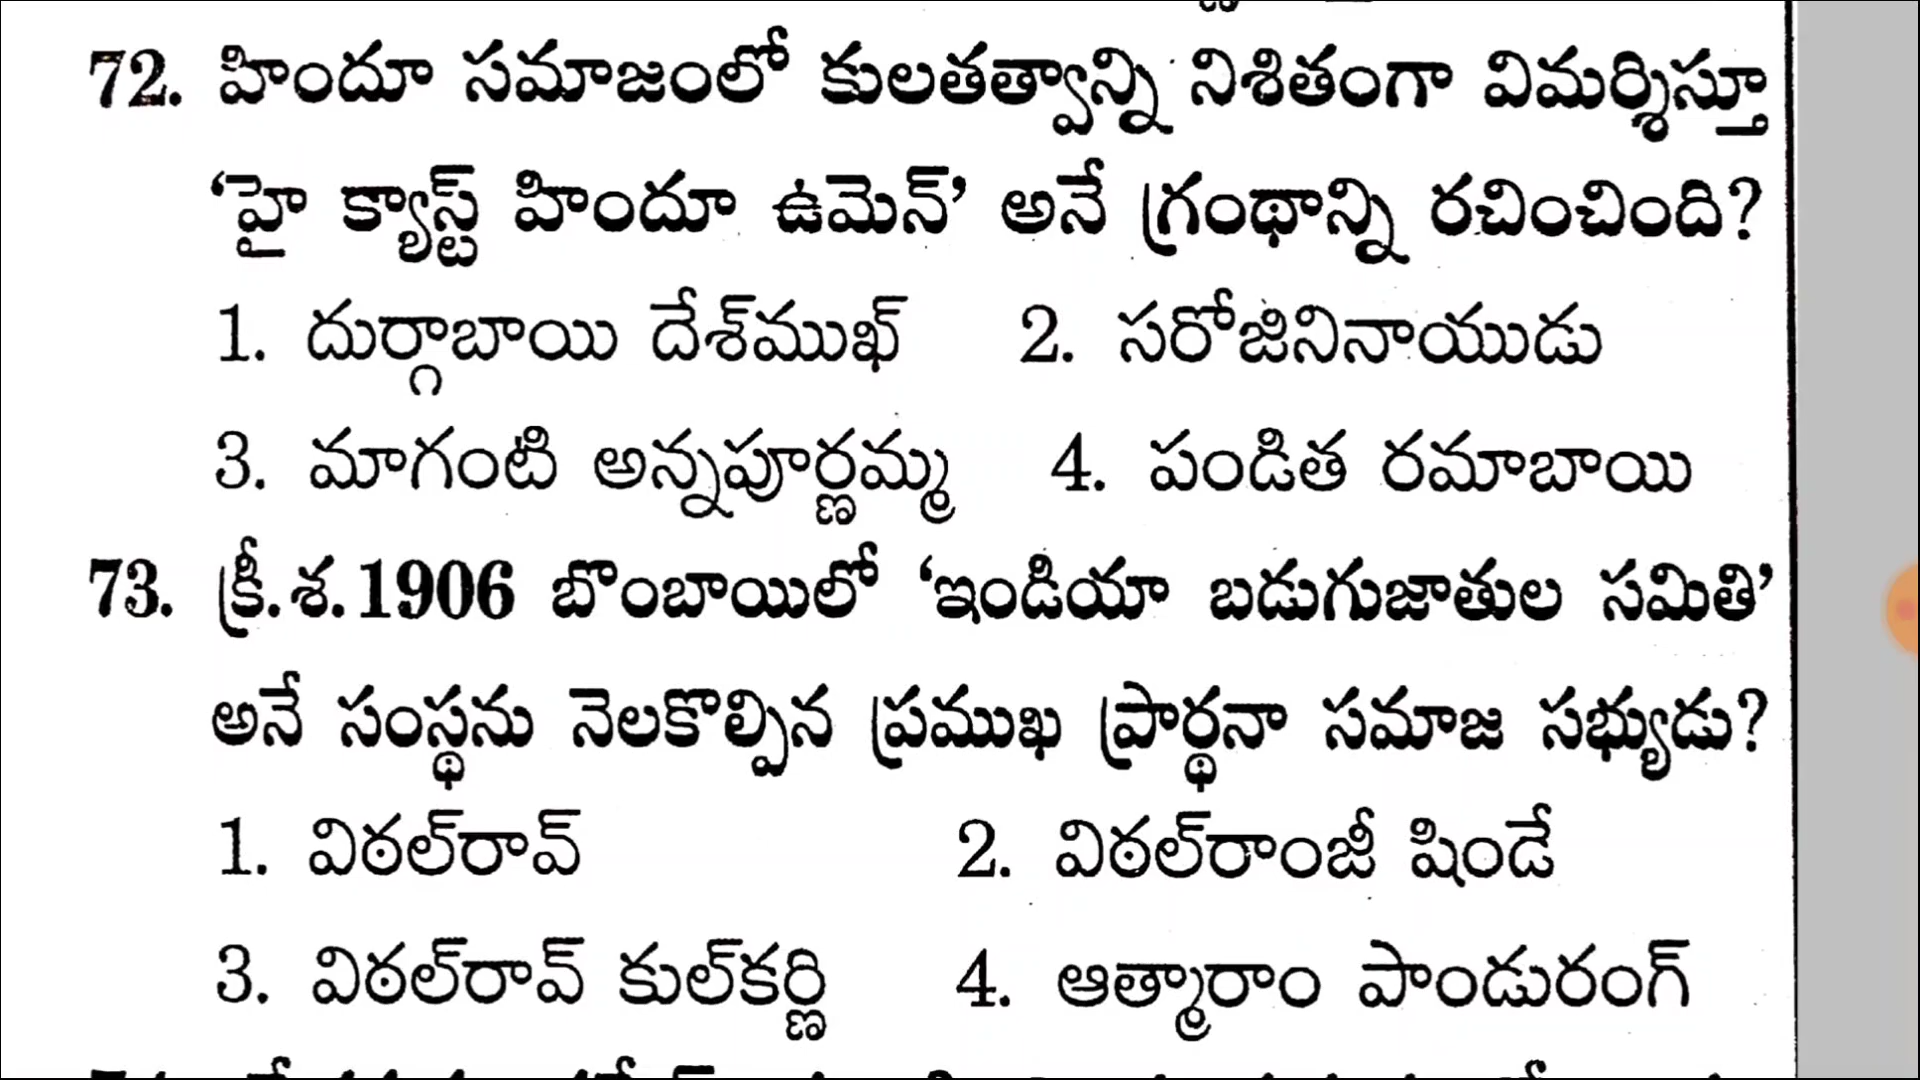 72. హిందూ సమాజంలో కులతత్వాన్ని నిశితంగా విమర్శిస్తూ
‘హై క్యాస్ట్ హిందూ ఉమెన్’ అనే గ్రంథాన్ని రచించింది?
1. దుర్గాబాయి దేశ్‌ముఖ్ 2. సరోజినినాయుడు
3. మాగంటి అన్నపూర్ణమ్మ 4. పండిత రమాబాయి
73. క్రీ.శ.1906 బొంబాయిలో ‘ఇండియా బడుగుజాతుల సమితి’
అనే సంస్థను నెలకొల్పిన ప్రముఖ ప్రార్థనా సమాజ సభ్యుడు?
1. విఠల్‌రావ్ 2. విఠల్‌రాంజీ షిండే
3. విఠల్‌రావ్ కుల్‌కర్ణి 4. ఆత్మారాం పాండురంగ్